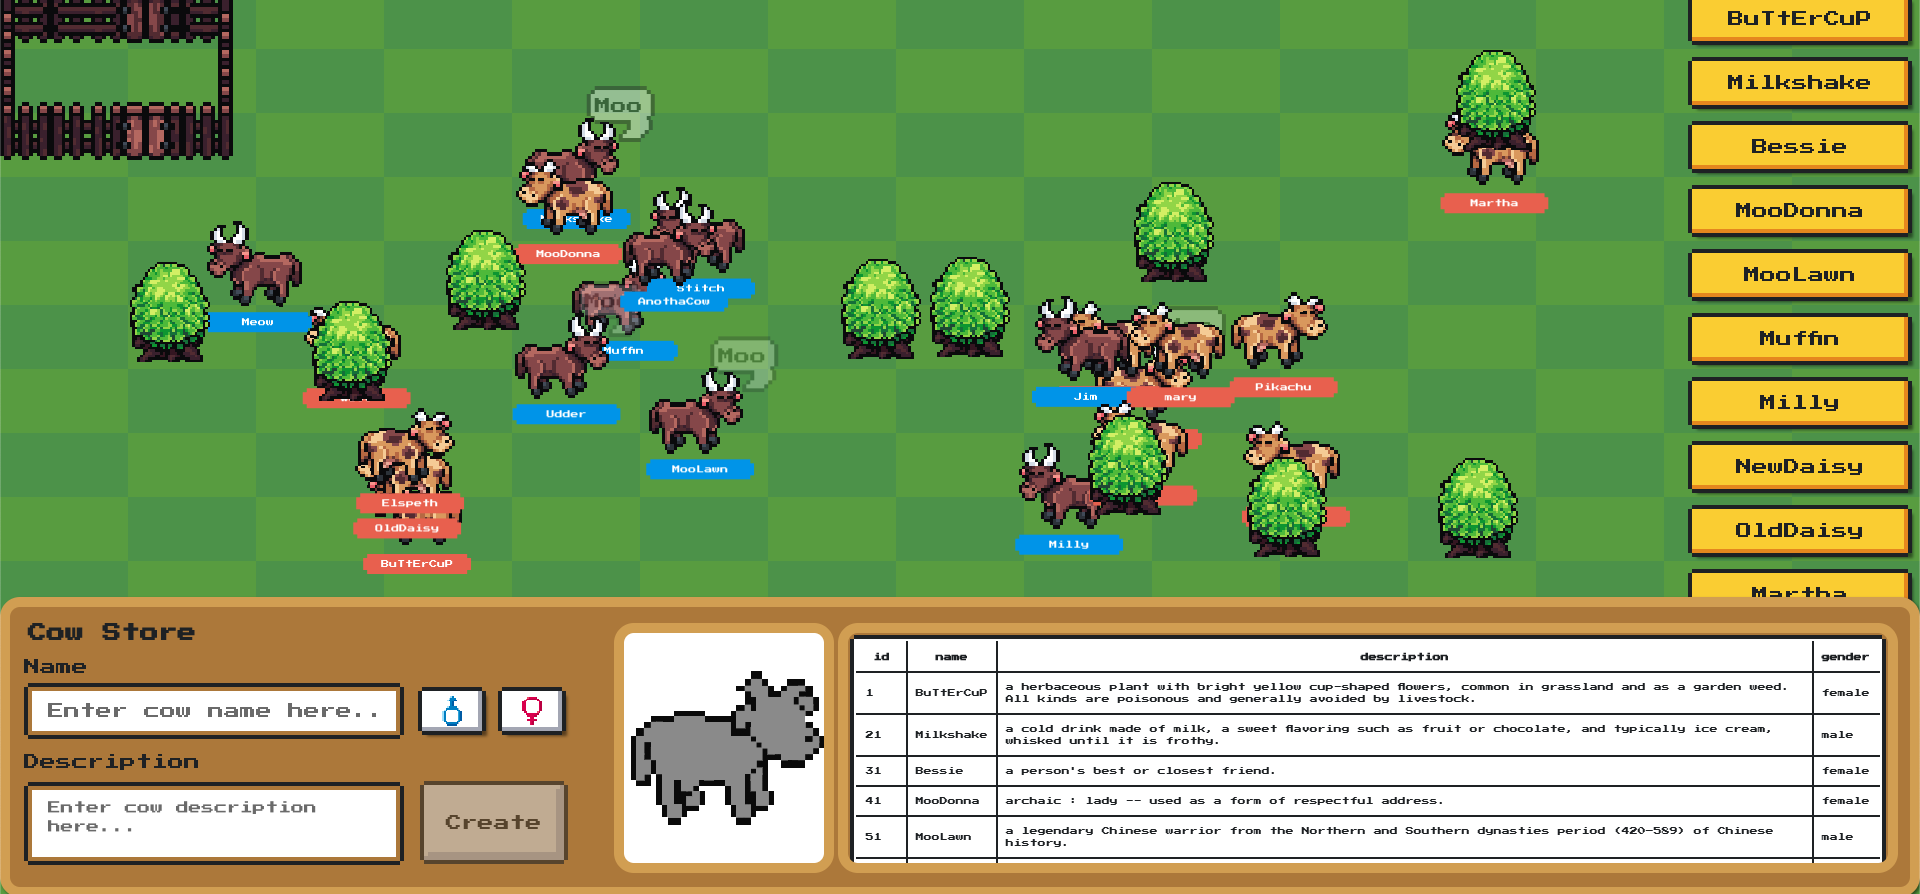 BuTtErCuP
Milkshake
Bessie
MooDonna
MooLawn
Muffin
Milly
NewDaisy
OldDaisy
Martha
Moo
Martha
MooDonna
Stitch
AnothaCow
Meow
Muffin
Moo
Udder
MooLawn
Jim
mary
Pikachu
Elspeth
OldDaisy
BuTtErCuP
Milly
Cow Store
Name
Enter cow name here..
Description
Enter cow description
here...
Create
id name description gender
1 BuTtErCuP a herbaceous plant with bright yellow cup-shaped flowers, common in grassland and as a garden weed. female
All kinds are poisonous and generally avoided by livestock.
21 Milkshake a cold drink made of milk, a sweet flavoring such as fruit or chocolate, and typically ice cream, male
whisked until it is frothy.
31 Bessie a person's best or closest friend. female
41 MooDonna archaic : lady -- used as a form of respectful address. female
51 MooLawn a legendary Chinese warrior from the Northern and Southern dynasties period (420-589) of Chinese male
history.